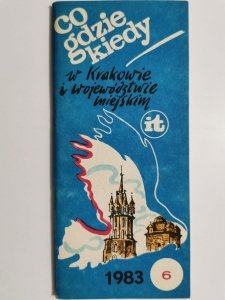 co
gdzie
kiedy
w Krakowie
i województwie
miejskim
it
1983 6